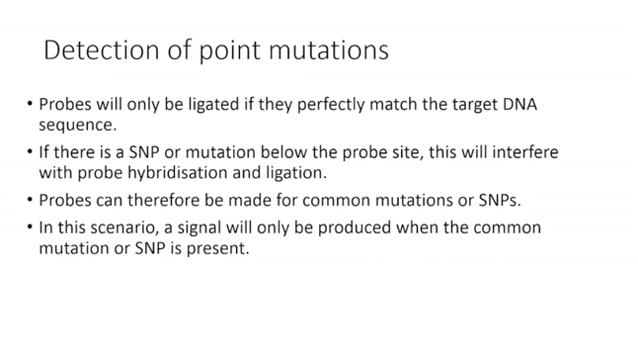 Detection of point mutations
• Probes will only be ligated if they perfectly match the target DNA
sequence.
• If there is a SNP or mutation below the probe site, this will interfere
with probe hybridisation and ligation.
• Probes can therefore be made for common mutations or SNPs.
• In this scenario, a signal will only be produced when the common
mutation or SNP is present.